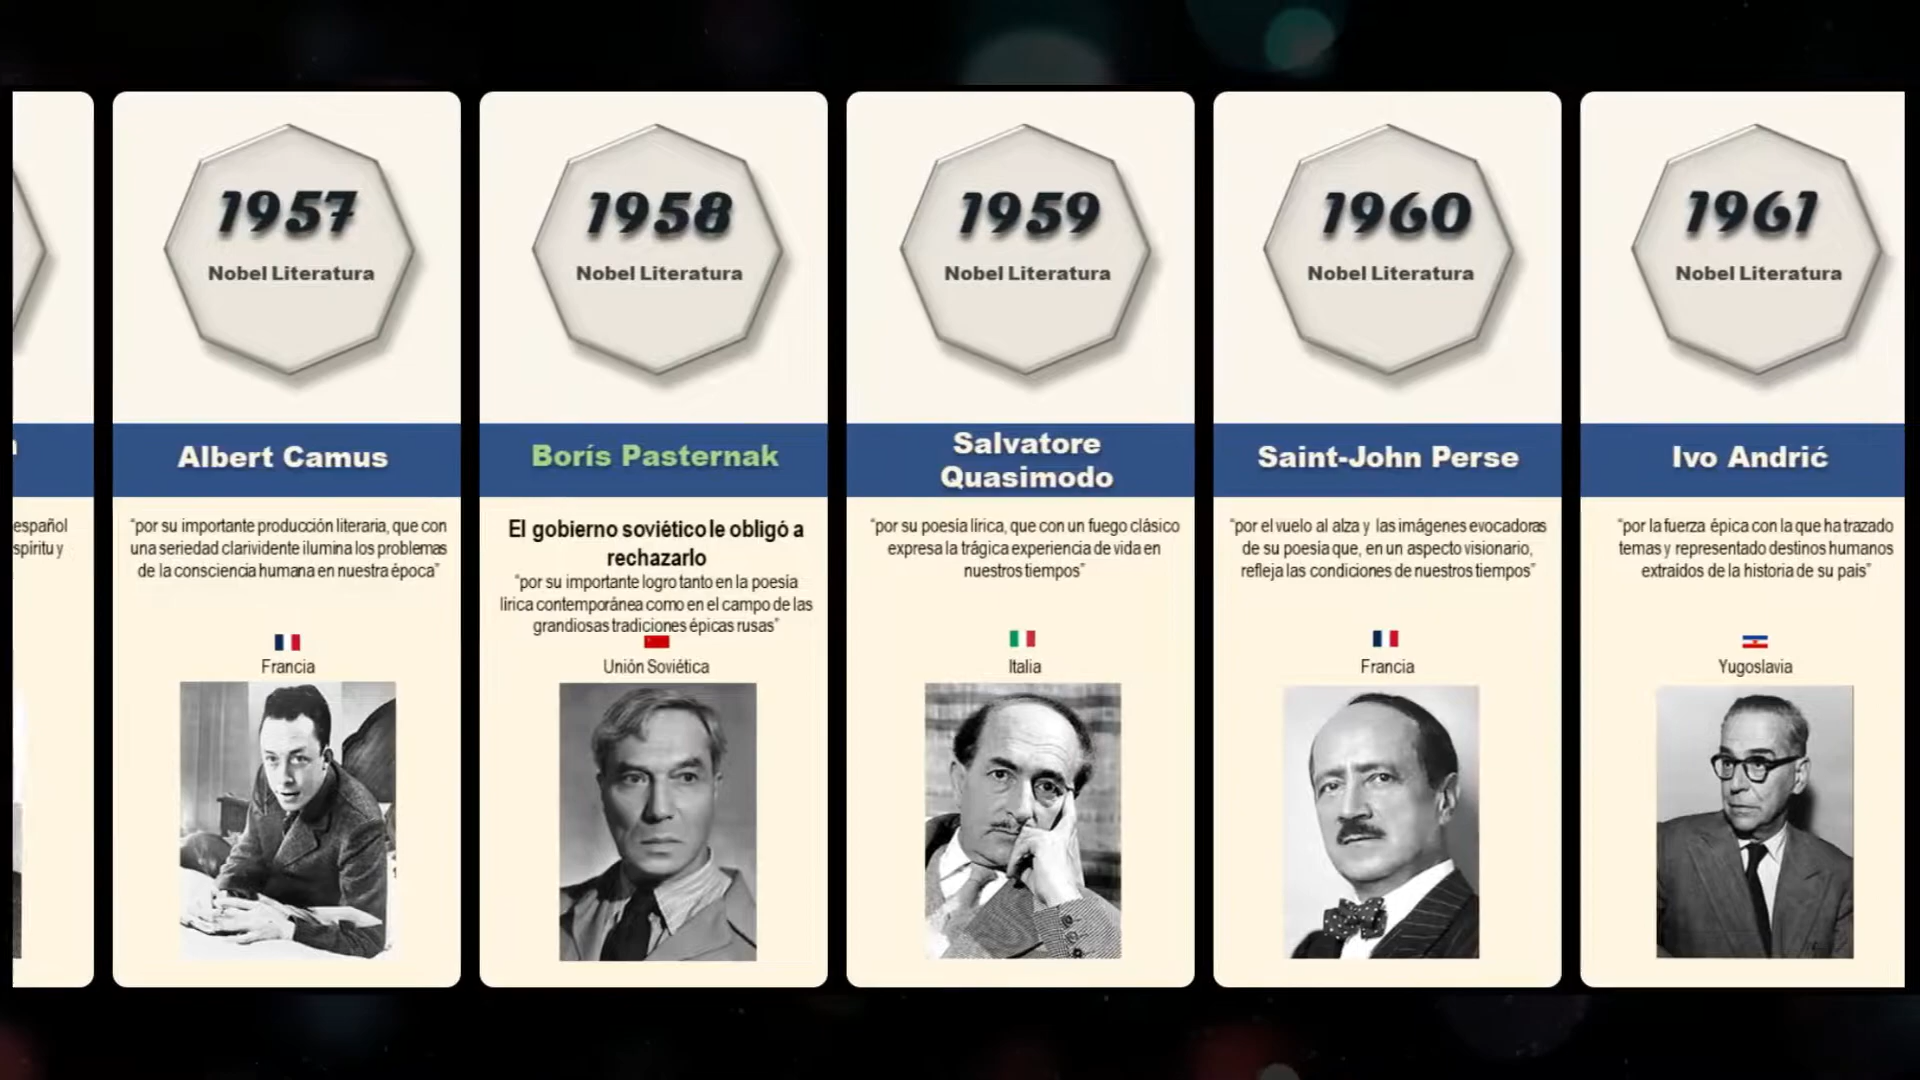 n
español
spíritu y
1957
Nobel Literatura
Albert Camus
“por su importante producción literaria, que con
una seriedad clarividente ilumina los problemas
de la consciencia humana en nuestra época”
Francia
1958
Nobel Literatura
Borís Pasternak
El gobierno soviético le obligó a
rechazarlo
“por su importante logro tanto en la poesía
lírica contemporánea como en el campo de las
grandiosas tradiciones épicas rusas”
Unión Soviética
1959
Nobel Literatura
Salvatore
Quasimodo
“por su poesía lírica, que con un fuego clásico
expresa la trágica experiencia de vida en
nuestros tiempos”
Italia
1960
Nobel Literatura
Saint-John Perse
“por el vuelo al alza y las imágenes evocadoras
de su poesía que, en un aspecto visionario,
refleja las condiciones de nuestros tiempos”
Francia
1961
Nobel Literatura
Ivo Andrić
“por la fuerza épica con la que ha trazado
temas y representado destinos humanos
extraídos de la historia de su país”
Yugoslavia